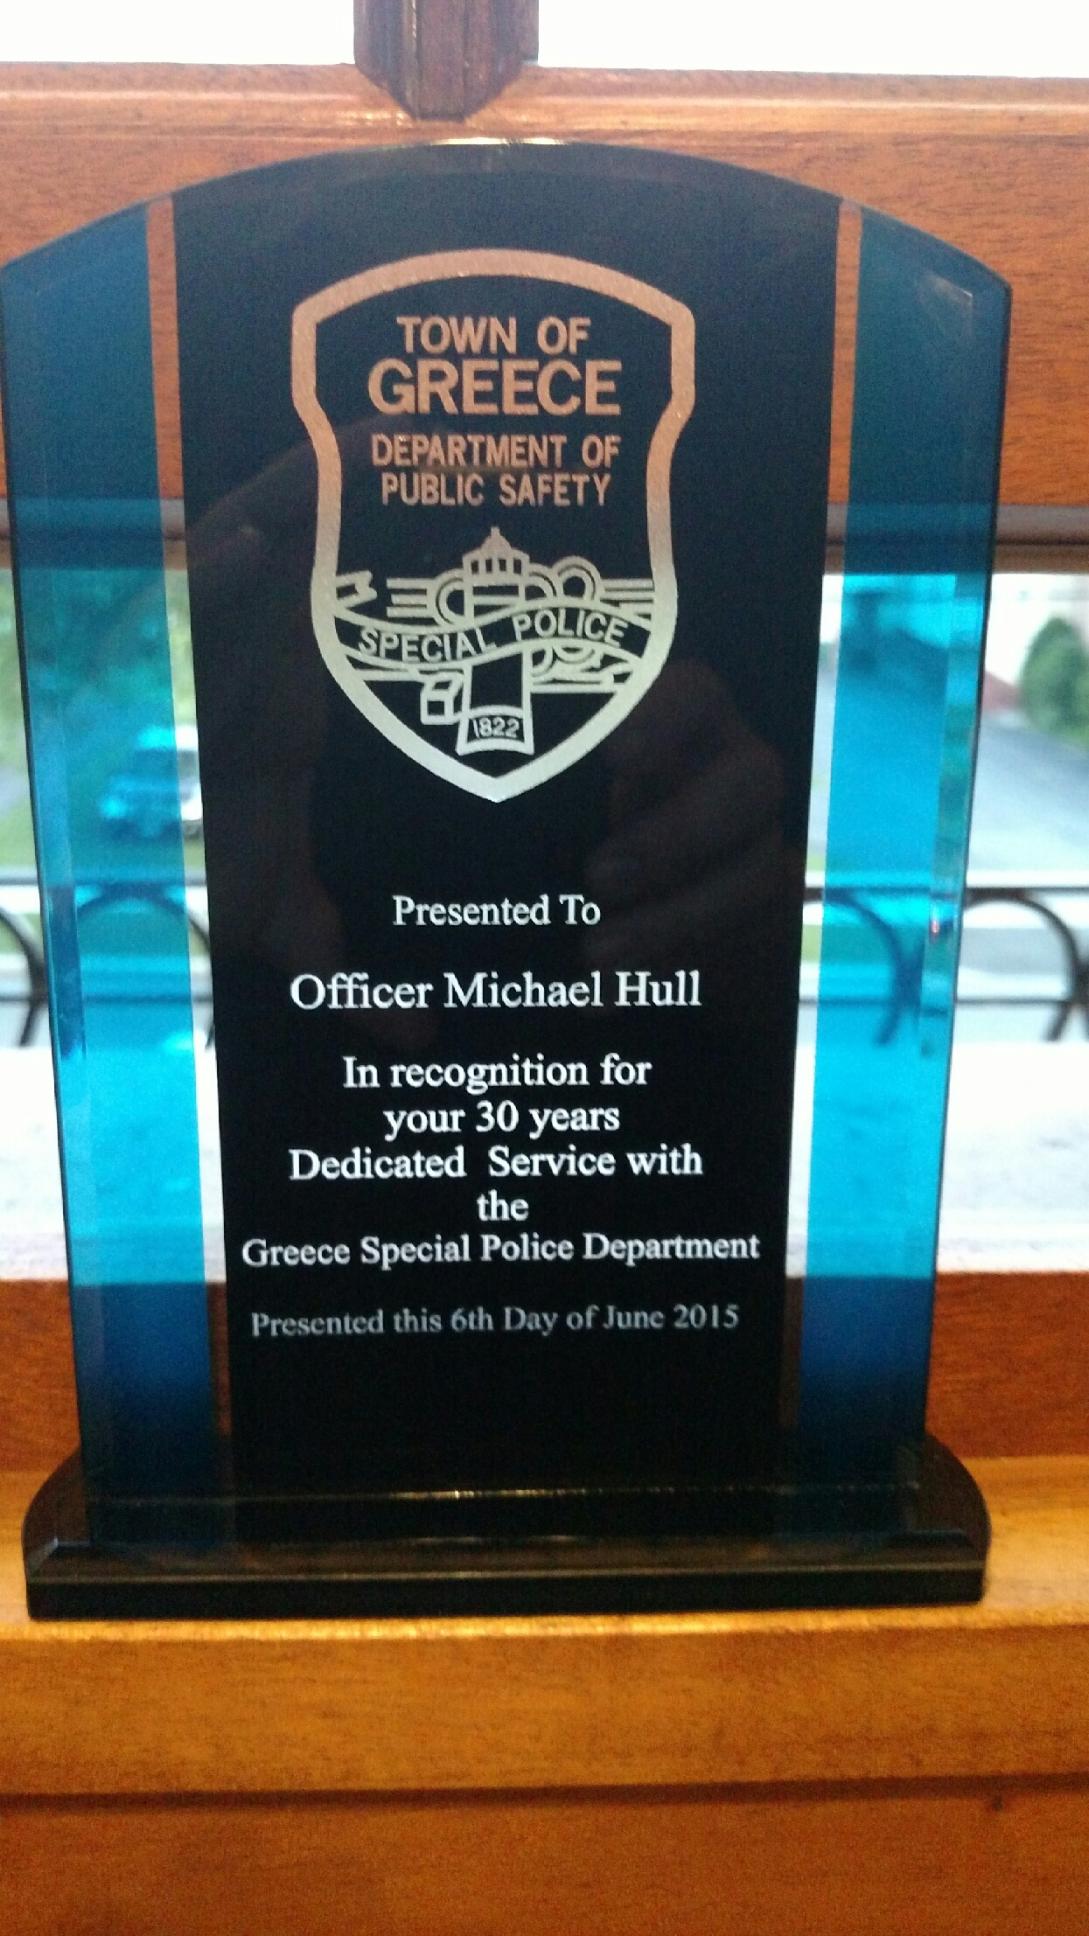 TOWN OF
GREECE
DEPARTMENT OF
PUBLIC SAFETY
SPECIAL POLICE
1822
Presented To
Officer Michael Hull
In recognition for
your 30 years
Dedicated  Service with
the
Greece Special Police Department
Presented this 6th Day of June 2015